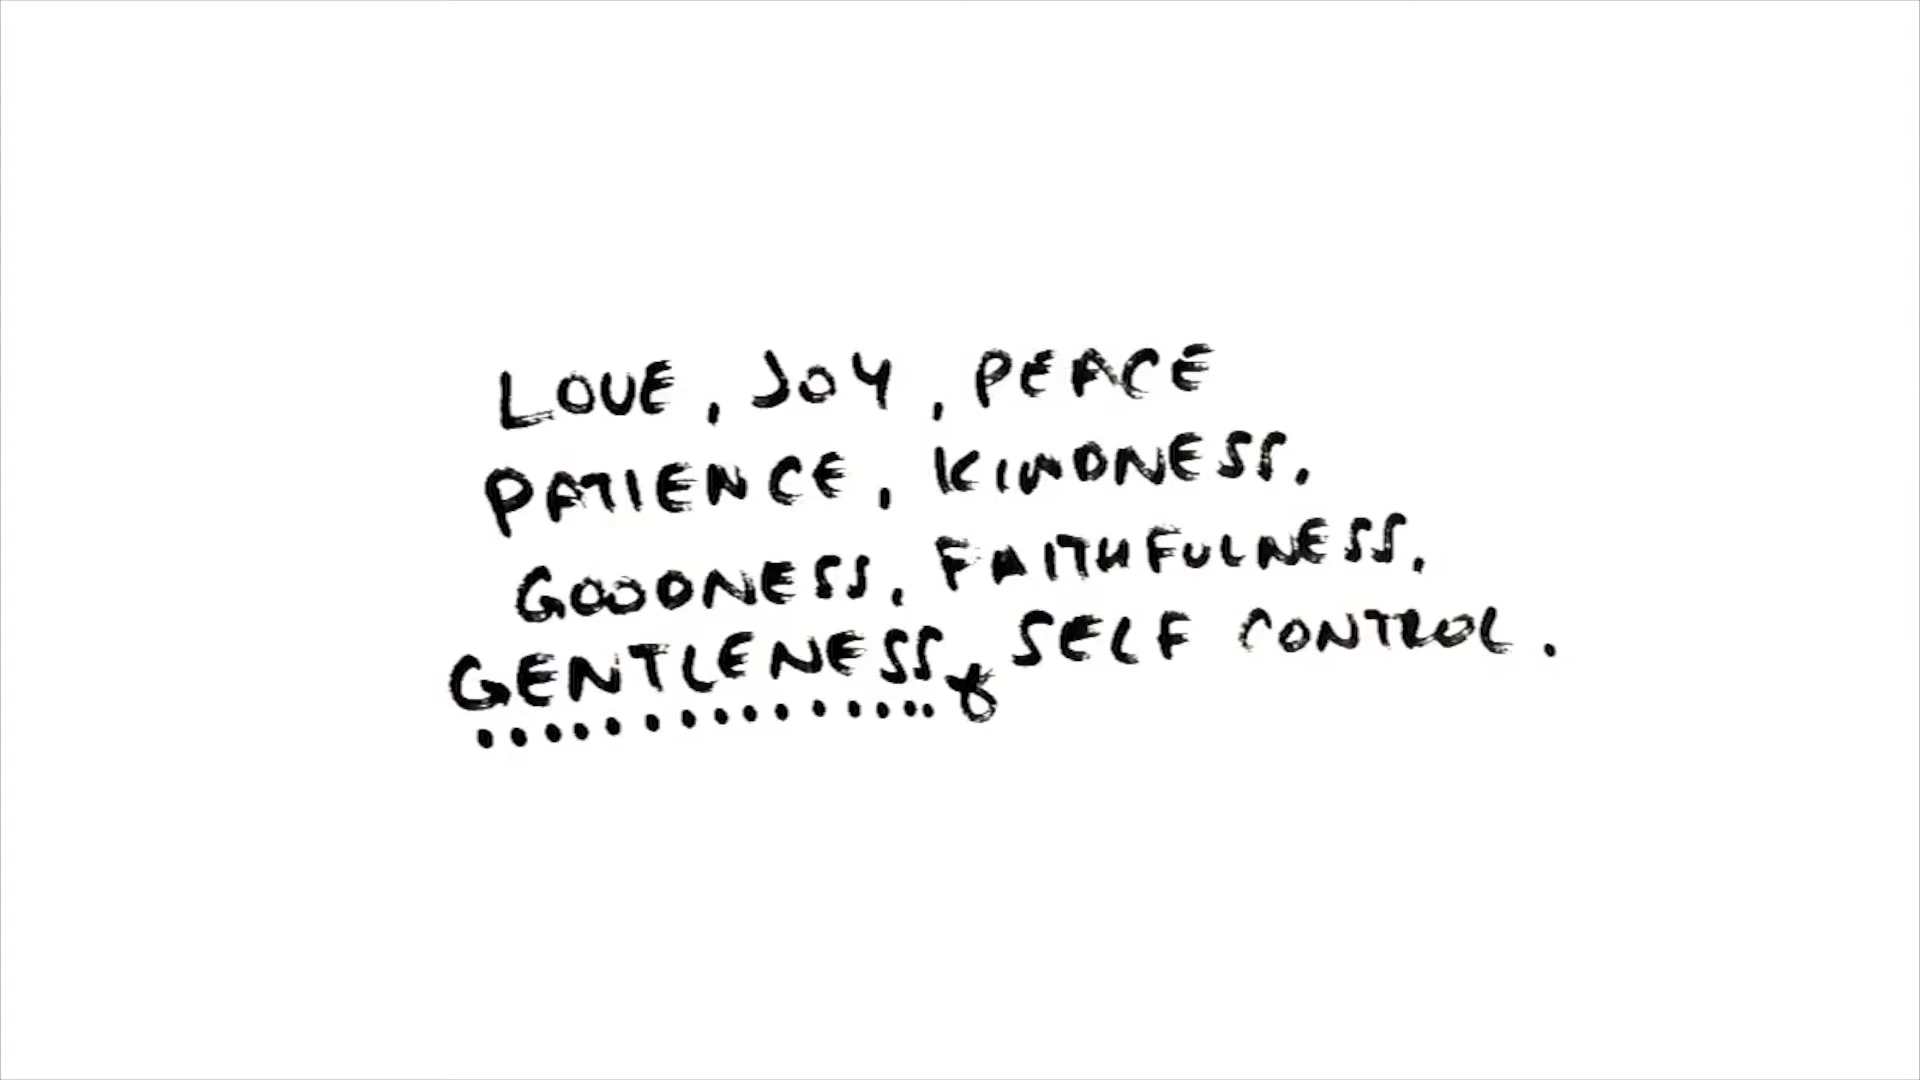 LOVE, JOY, PEACE
PATIENCE, KINDNESS,
GOODNESS, FAITHFULNESS,
GENTLENESS & SELF CONTROL.